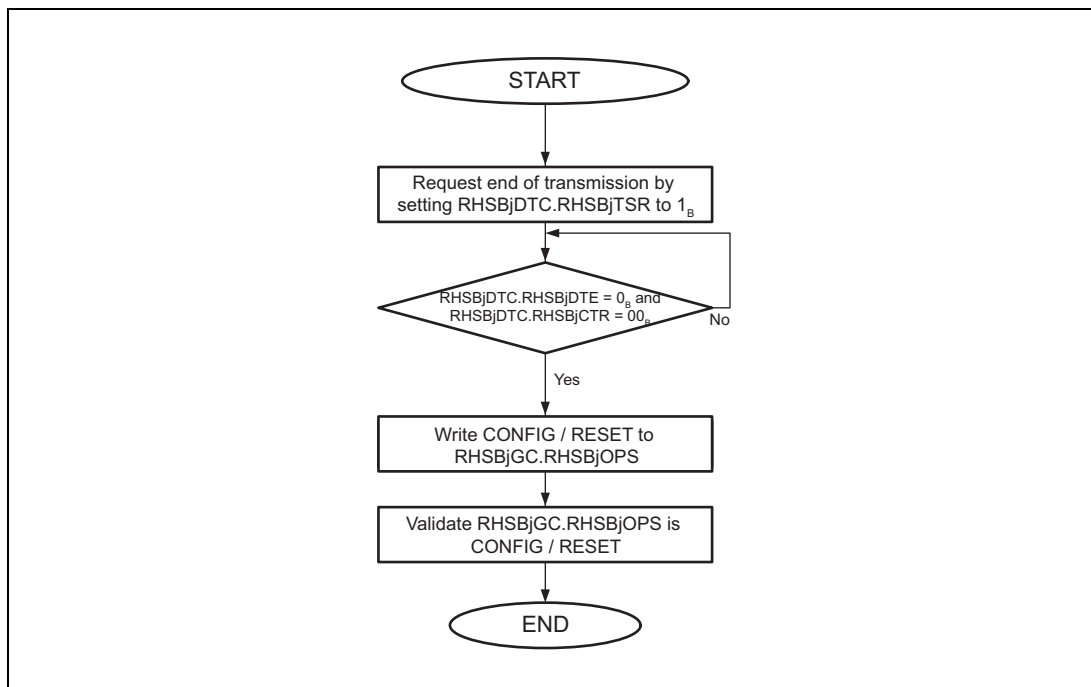 START
Request end of transmission by
setting RHSBjDTC.RHSBjTSR to 1B
RHSBjDTC.RHSBjDTE = 0B and
RHSBjDTC.RHSBjCTR = 00B
No
Yes
Write CONFIG / RESET to
RHSBjGC.RHSBjOPS
Validate RHSBjGC.RHSBjOPS is
CONFIG / RESET
END